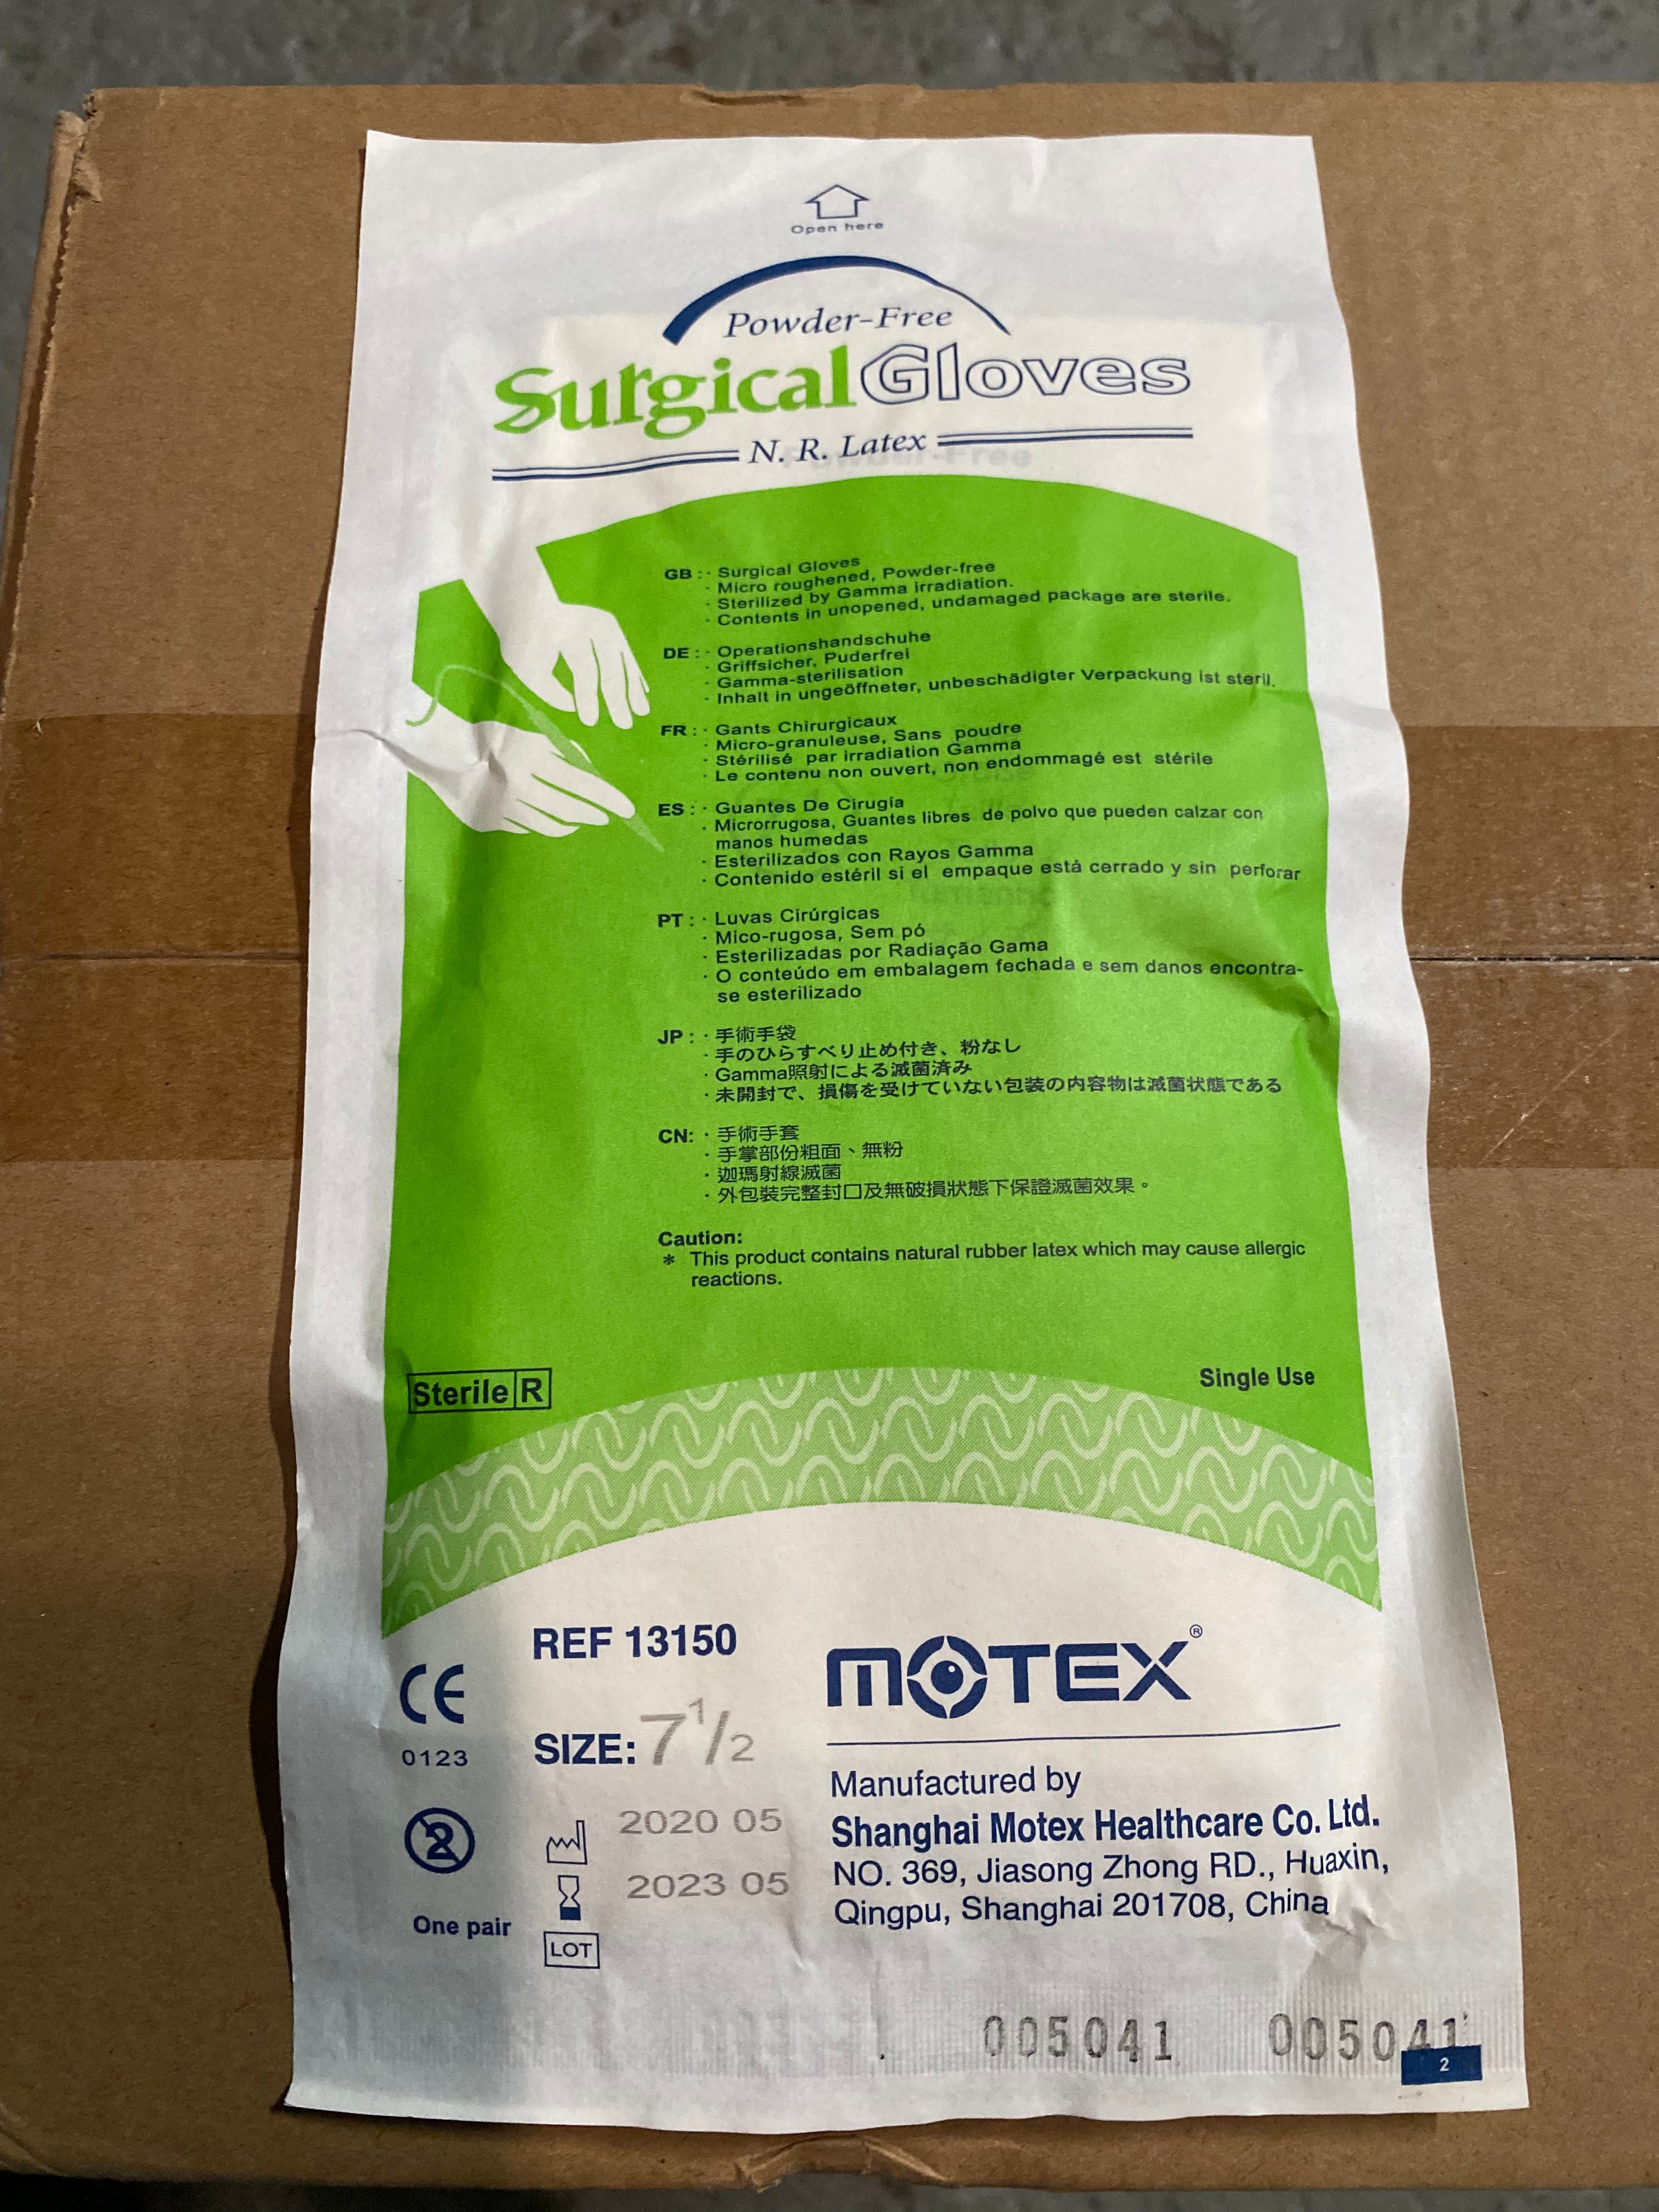 Open here
Powder-Free
Surgical Gloves
N. R. Latex
GB : · Surgical Gloves
· Micro roughened, Powder-free
· Sterilized by Gamma irradiation.
· Contents in unopened, undamaged package are sterile.
DE : · Operationshandschuhe
· Griffsicher, Puderfrei
· Gamma-sterilisation
· Inhalt in ungeöffneter, unbeschädigter Verpackung ist steril.
FR : · Gants Chirurgicaux
· Micro-granuleuse, Sans poudre
· Stérilisé par irradiation Gamma
· Le contenu non ouvert, non endommagé est stérile
ES : · Guantes De Cirugía
· Microrrugosa, Guantes libres de polvo que pueden calzar con
manos humedas
· Esterilizados con Rayos Gamma
· Contenido estéril si el empaque está cerrado y sin perforar
PT : · Luvas Cirúrgicas
· Mico-rugosa, Sem pó
· Esterilizadas por Radiação Gama
· O conteúdo em embalagem fechada e sem danos encontra-
se esterilizado
JP : · 手術手袋
· 手のひらすべり止め付き、粉なし
· Gamma照射による滅菌済み
· 未開封で、損傷を受けていない包装の内容物は滅菌状態である
CN: · 手術手套
· 手掌部份粗面、無粉
· 迦瑪射線滅菌
· 外包裝完整封口及無破損狀態下保證滅菌效果。
Caution:
* This product contains natural rubber latex which may cause allergic
reactions.
Sterile R
Single Use
REF 13150
MOTEX®
CE
0123
SIZE: 7 1/2
Manufactured by
Shanghai Motex Healthcare Co. Ltd.
NO. 369, Jiasong Zhong RD., Huaxin,
Qingpu, Shanghai 201708, China
2020 05
2
2023 05
One pair
LOT
005041 005041
2